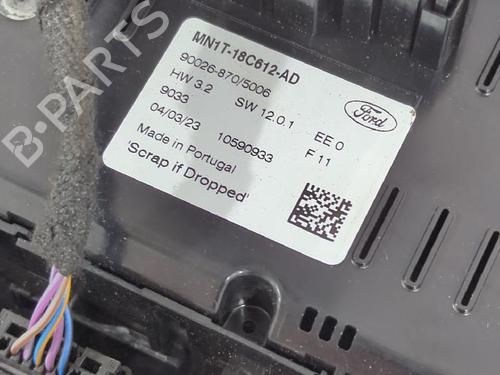 B-PARTS
MN1T-18C612-AD
90026-870/5006
HW 3.2 SW 12.0.1 EE 0
9033
04/03/23 10590933 F 11
Made in Portugal
'Scrap if Dropped'
Ford